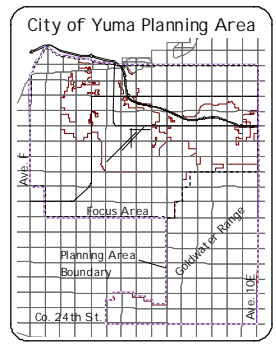 City of Yuma Planning Area
Ave. F
Focus Area
Planning Area
Boundary
Goldwater Range
Co. 24th St.
Ave. 10E